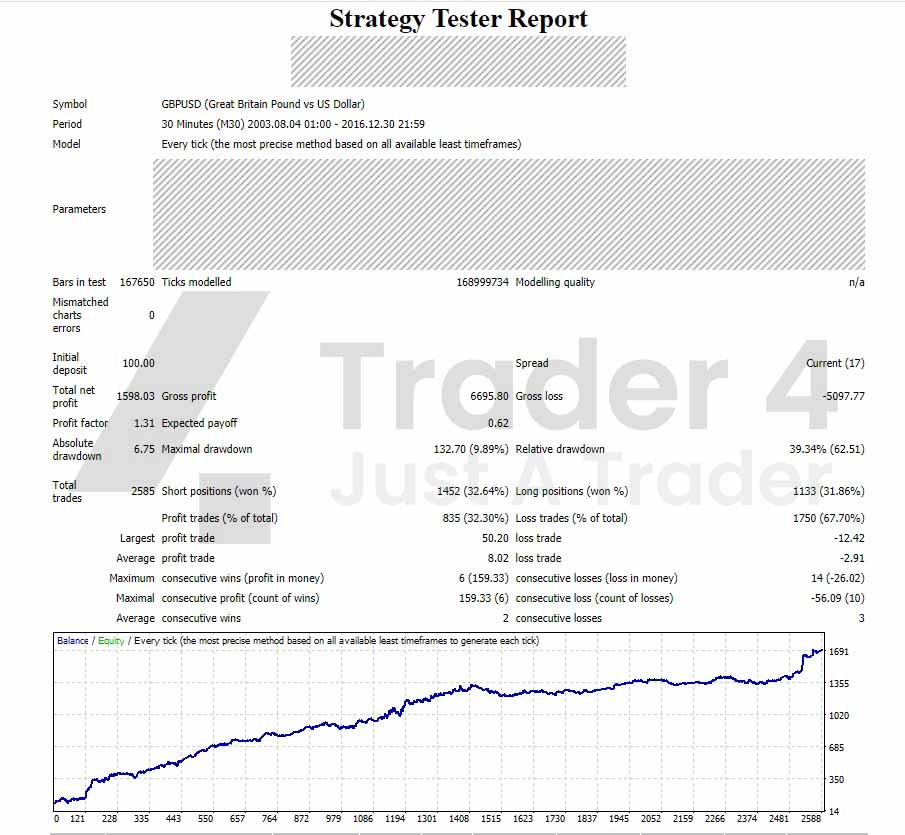 Strategy Tester Report
Symbol GBPUSD (Great Britain Pound vs US Dollar)
Period 30 Minutes (M30) 2003.08.04 01:00 - 2016.12.30 21:59
Model Every tick (the most precise method based on all available least timeframes)
Parameters
Bars in test 167650 Ticks modelled 168999734 Modelling quality n/a
Mismatched
charts
errors 0
Initial
deposit 100.00 Spread Current (17)
Total net
profit 1598.03 Gross profit 6695.80 Gross loss -5097.77
Profit factor 1.31 Expected payoff 0.62
Absolute
drawdown 6.75 Maximal drawdown 132.70 (9.89%) Relative drawdown 39.34% (62.51)
Total
trades 2585 Short positions (won %) 1452 (32.64%) Long positions (won %) 1133 (31.86%)
Profit trades (% of total) 835 (32.30%) Loss trades (% of total) 1750 (67.70%)
Largest profit trade 50.20 loss trade -12.42
Average profit trade 8.02 loss trade -2.91
Maximum consecutive wins (profit in money) 6 (159.33) consecutive losses (loss in money) 14 (-26.02)
Maximal consecutive profit (count of wins) 159.33 (6) consecutive loss (count of losses) -56.09 (10)
Average consecutive wins 2 consecutive losses 3
Trader 4
Just A Trader
Balance / Equity / Every tick (the most precise method based on all available least timeframes to generate each tick)
1691
1355
1020
685
350
14
0 121 228 335 443 550 657 764 872 979 1086 1194 1301 1408 1515 1623 1730 1837 1945 2052 2159 2266 2374 2481 2588